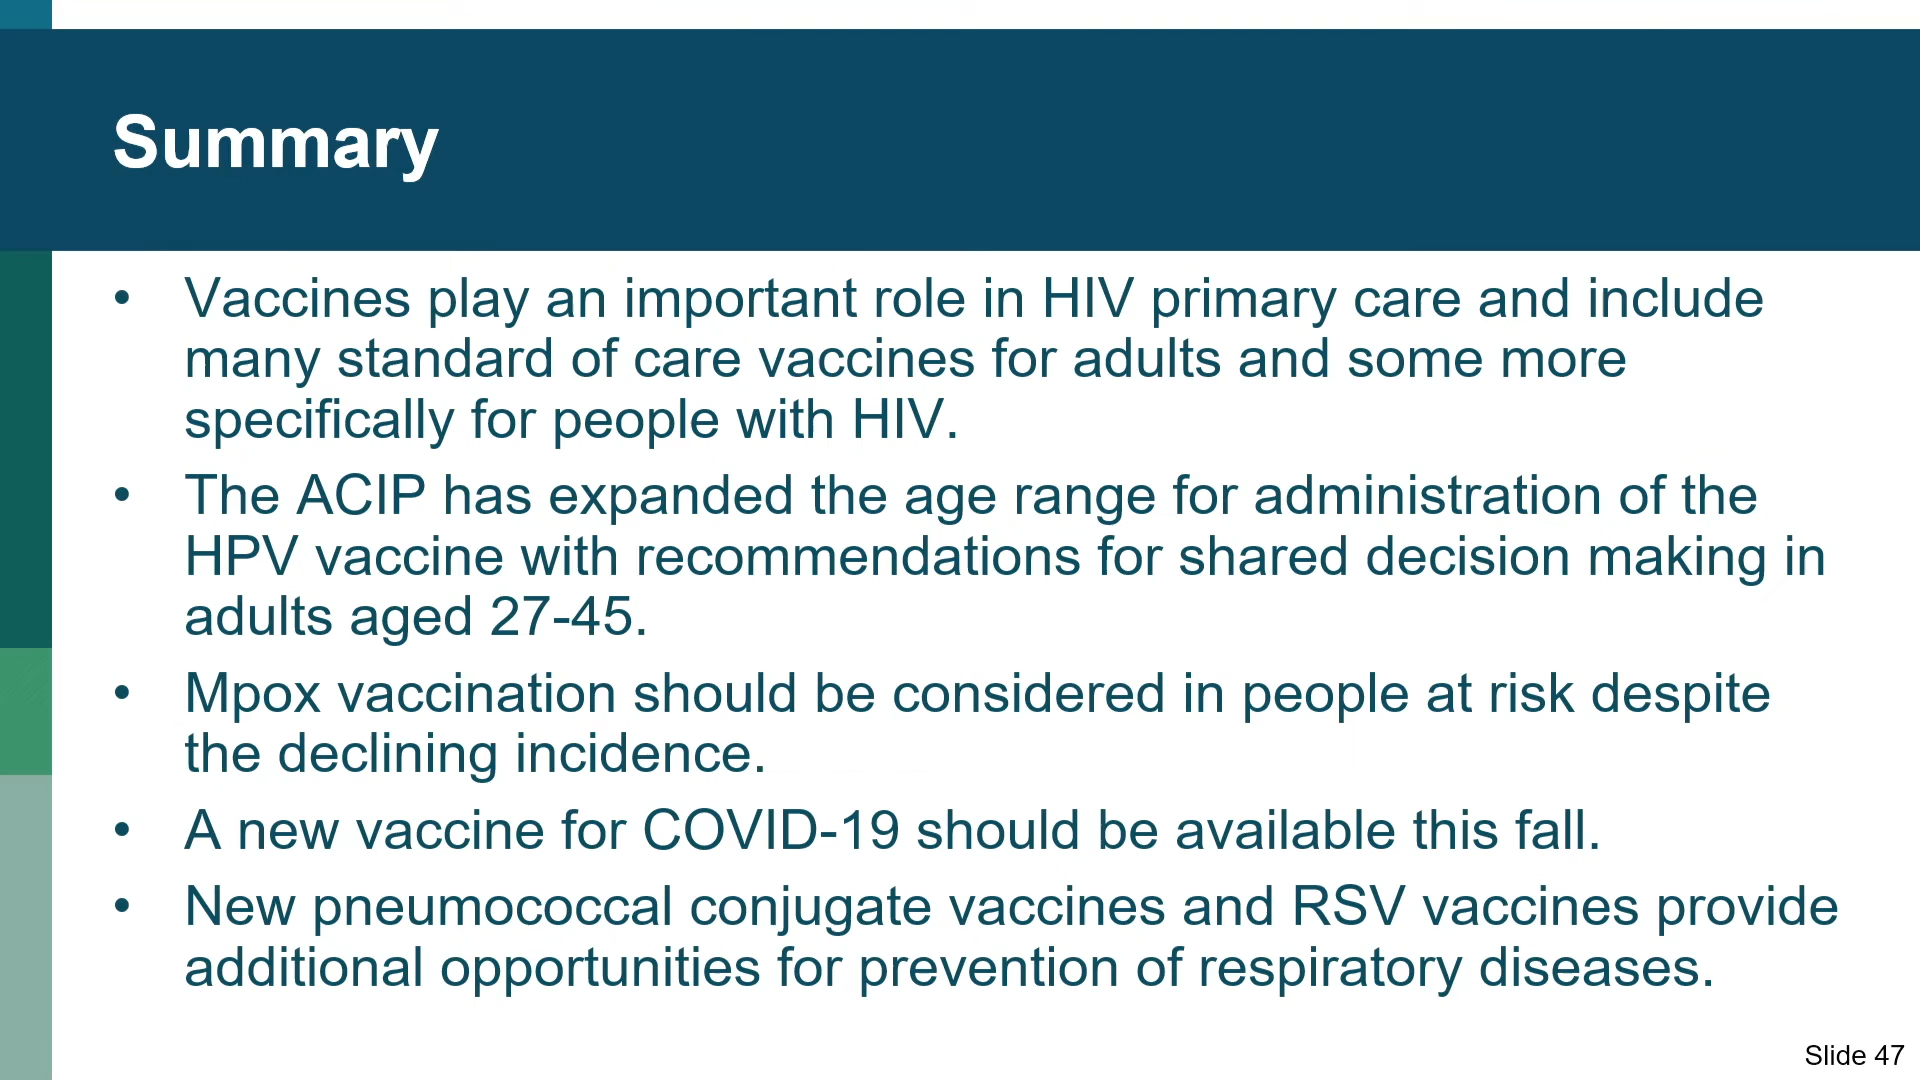 Summary
• Vaccines play an important role in HIV primary care and include
many standard of care vaccines for adults and some more
specifically for people with HIV.
• The ACIP has expanded the age range for administration of the
HPV vaccine with recommendations for shared decision making in
adults aged 27-45.
• Mpox vaccination should be considered in people at risk despite
the declining incidence.
• A new vaccine for COVID-19 should be available this fall.
• New pneumococcal conjugate vaccines and RSV vaccines provide
additional opportunities for prevention of respiratory diseases.
Slide 47